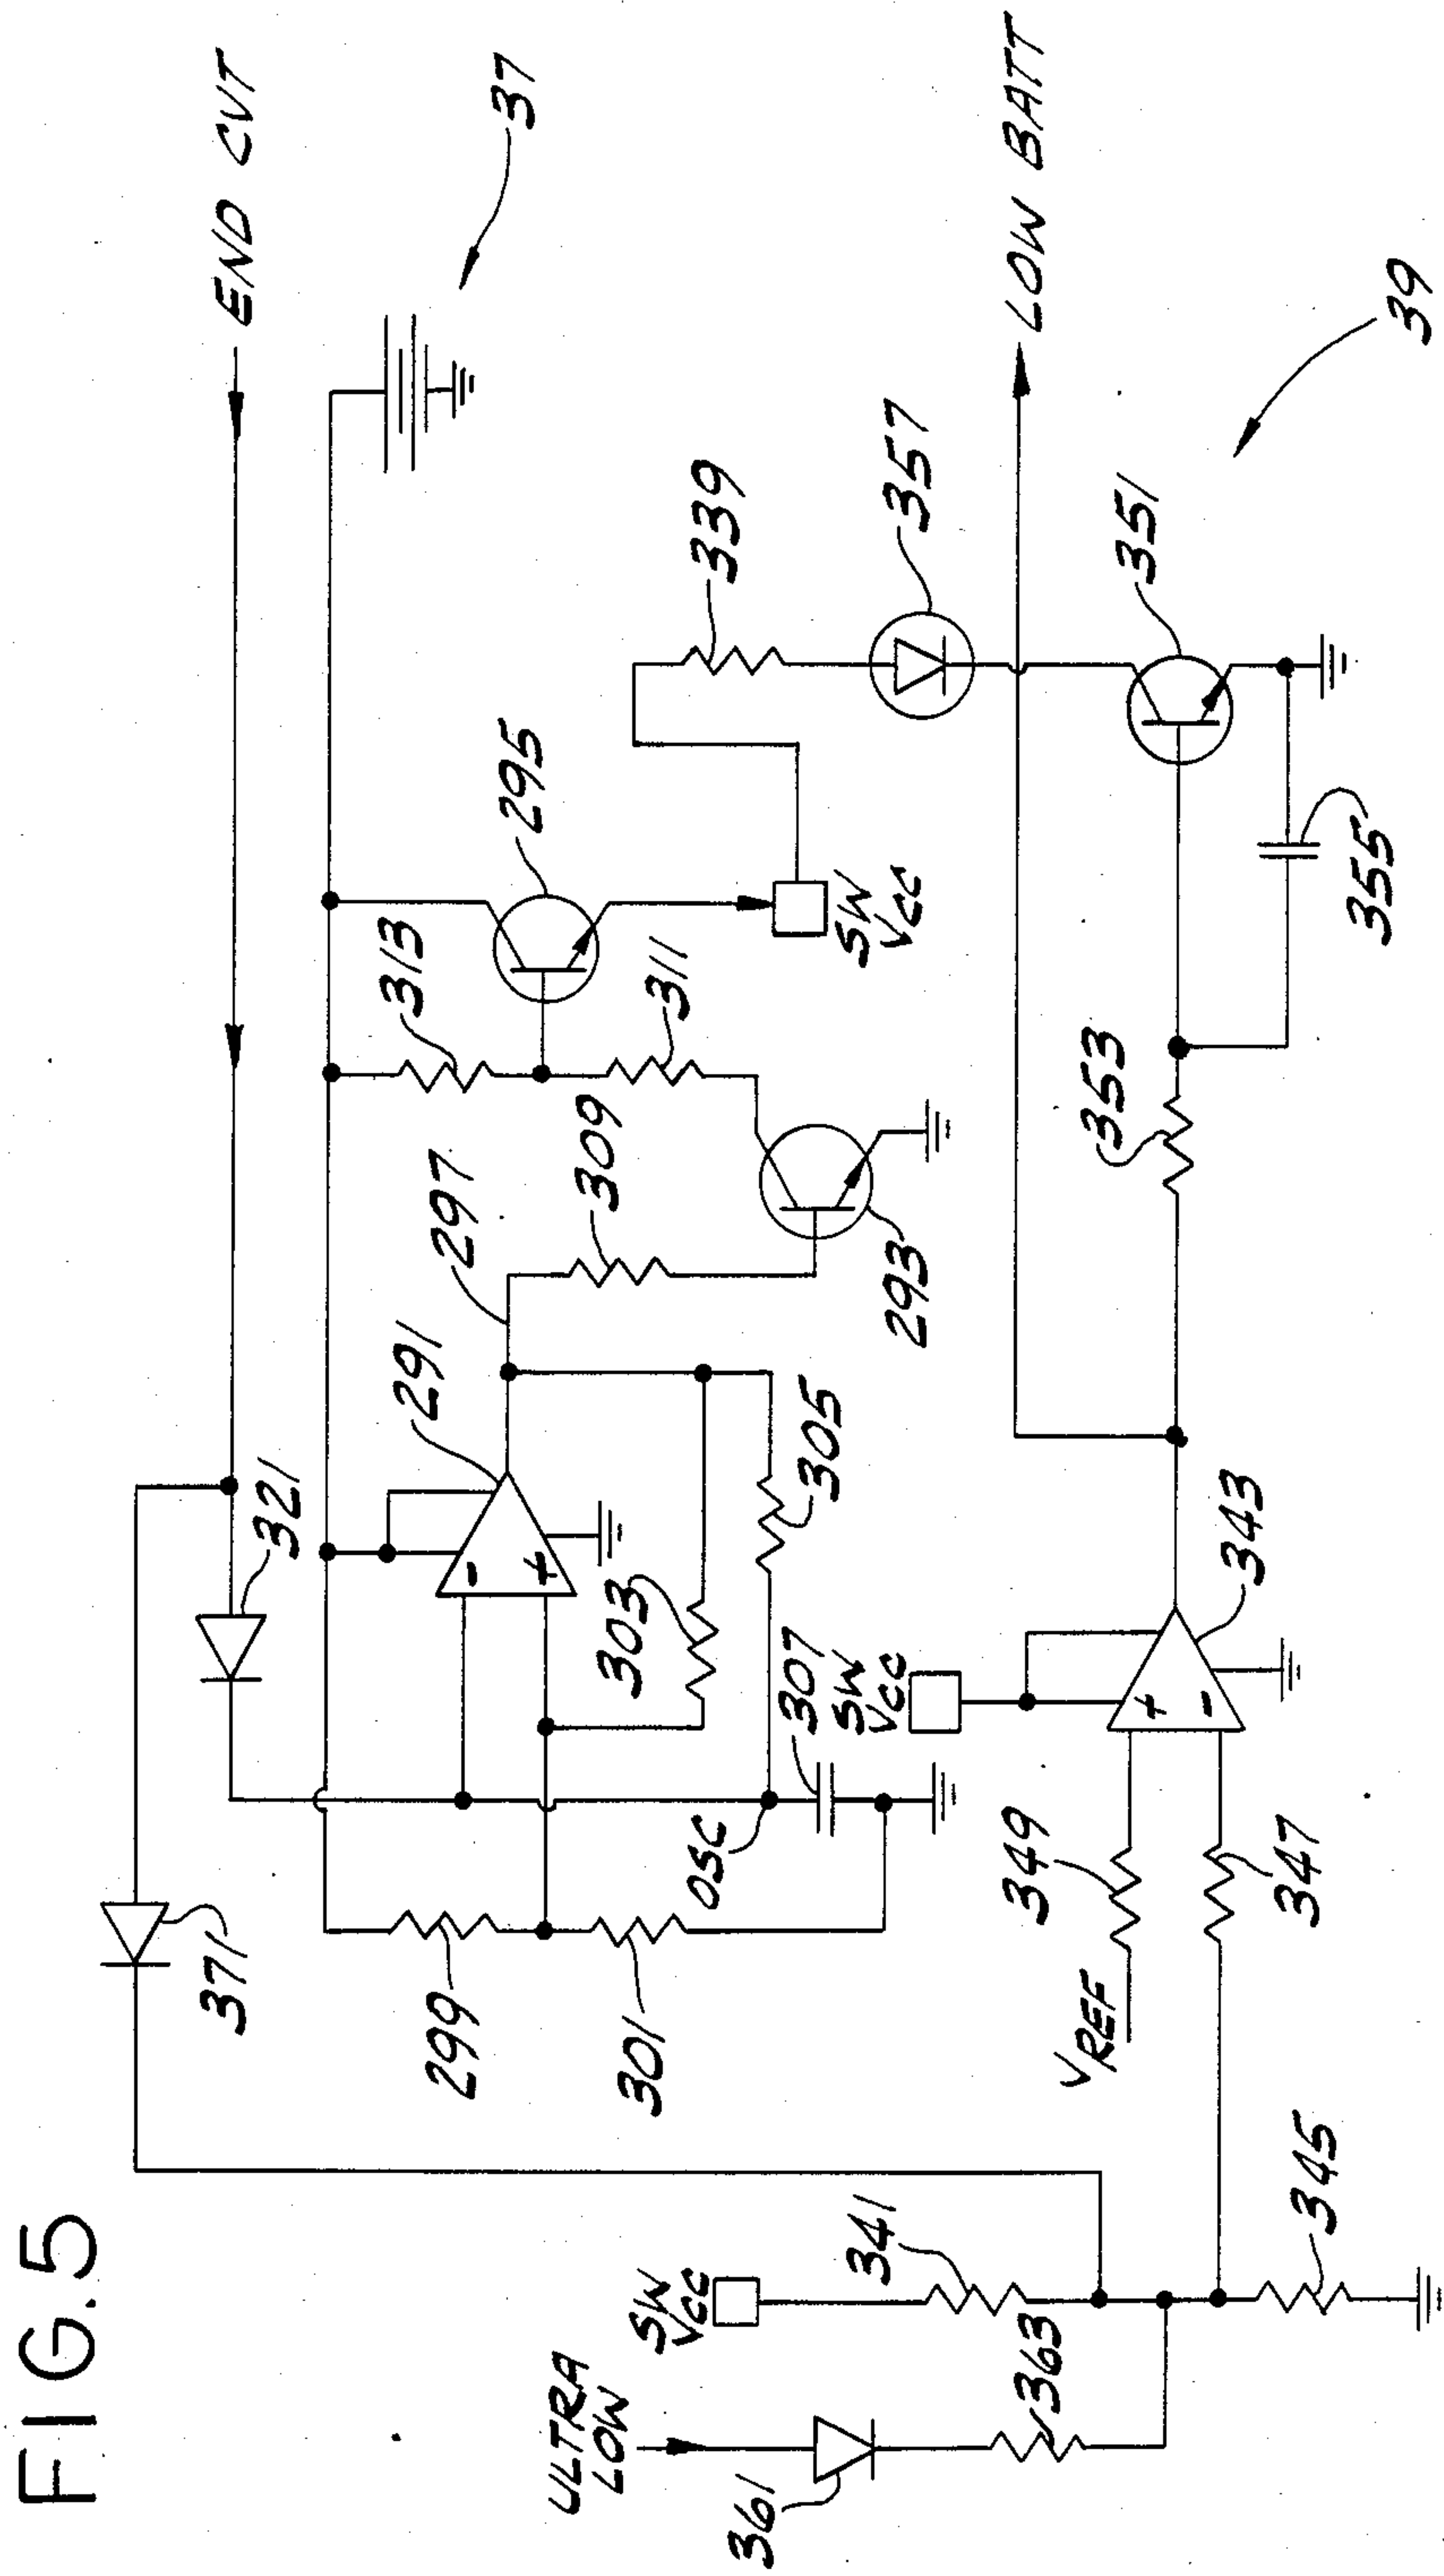 FIG.5
END CVT
37
371
321
291
297
313
295
299
301
303
305
309
311
293
339
OSC
307
SW
VCC
SW
VCC
357
LOW BATT
ULTRA
LOW
SW
VCC
361
363
341
345
VREF
349
347
343
353
355
351
39